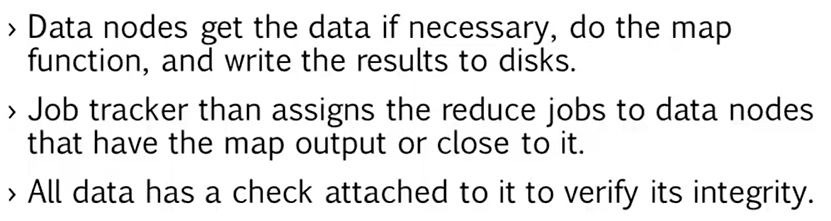 › Data nodes get the data if necessary, do the map
function, and write the results to disks.
› Job tracker than assigns the reduce jobs to data nodes
that have the map output or close to it.
› All data has a check attached to it to verify its integrity.